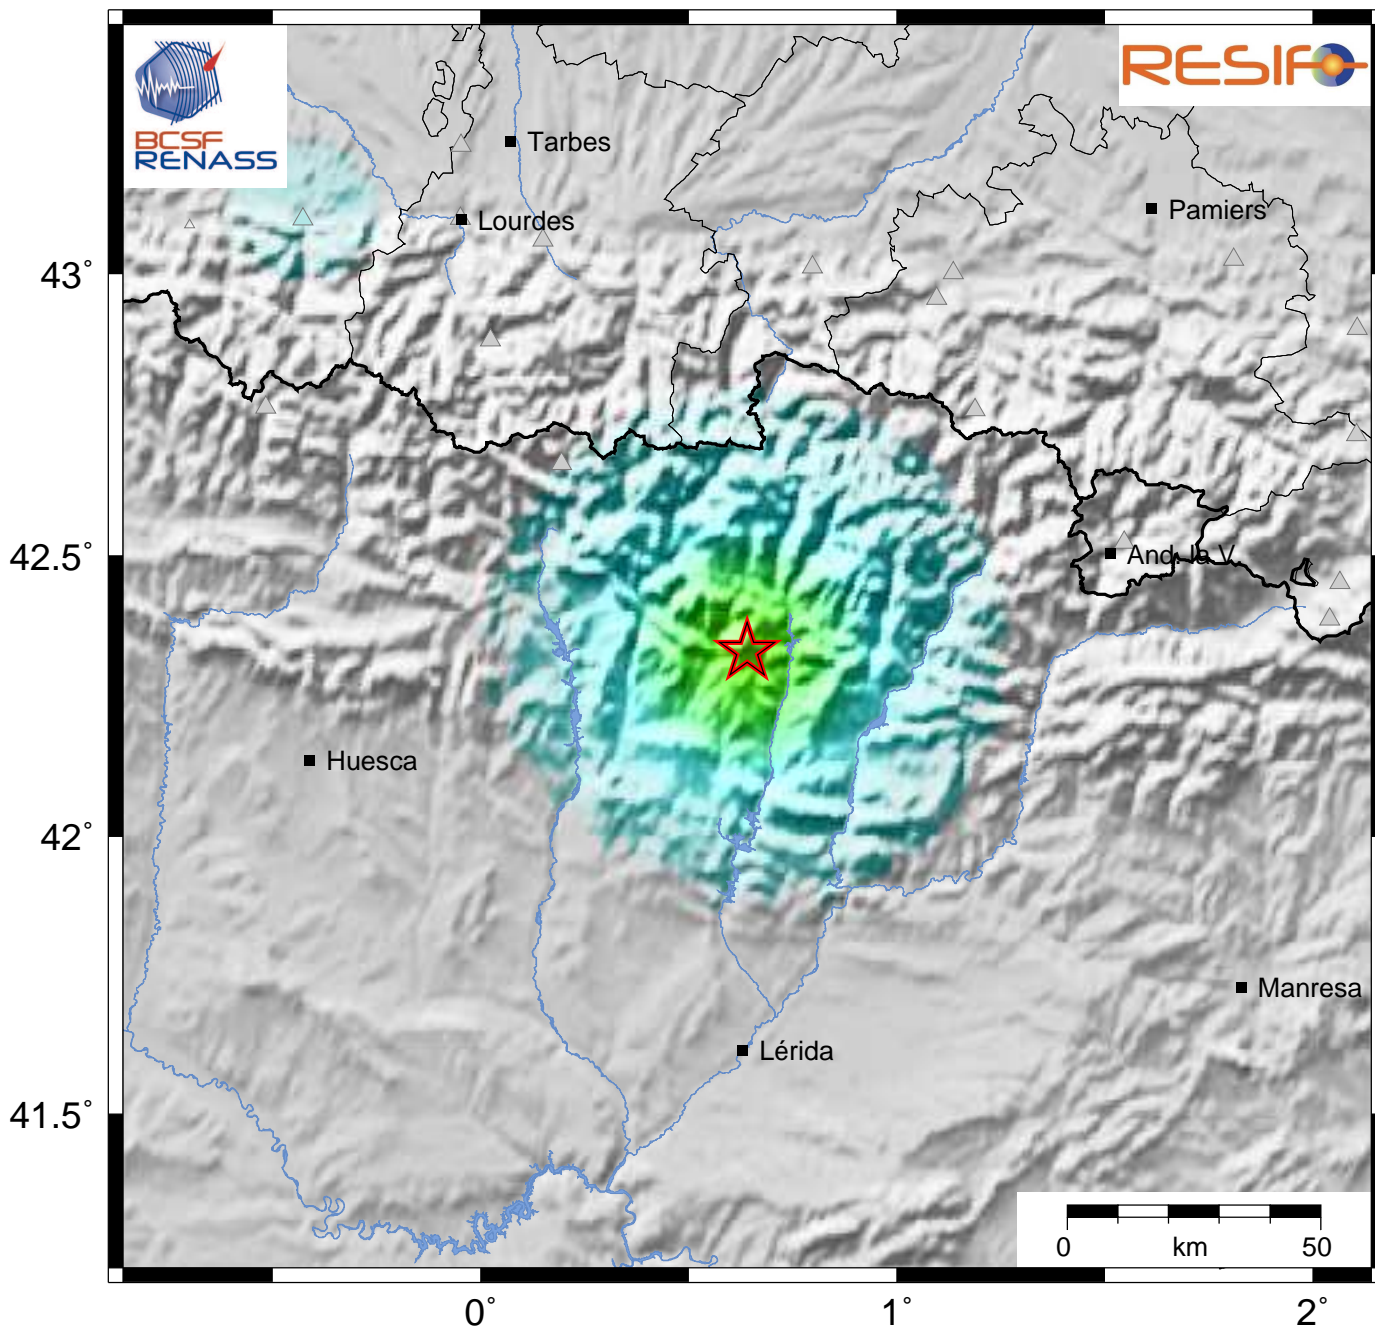 BCSF
RENASS
RESIF
Tarbes
Lourdes
Pamiers
43°
42.5°
And. la V.
Huesca
42°
Manresa
Lérida
41.5°
0 km 50
0° 1° 2°